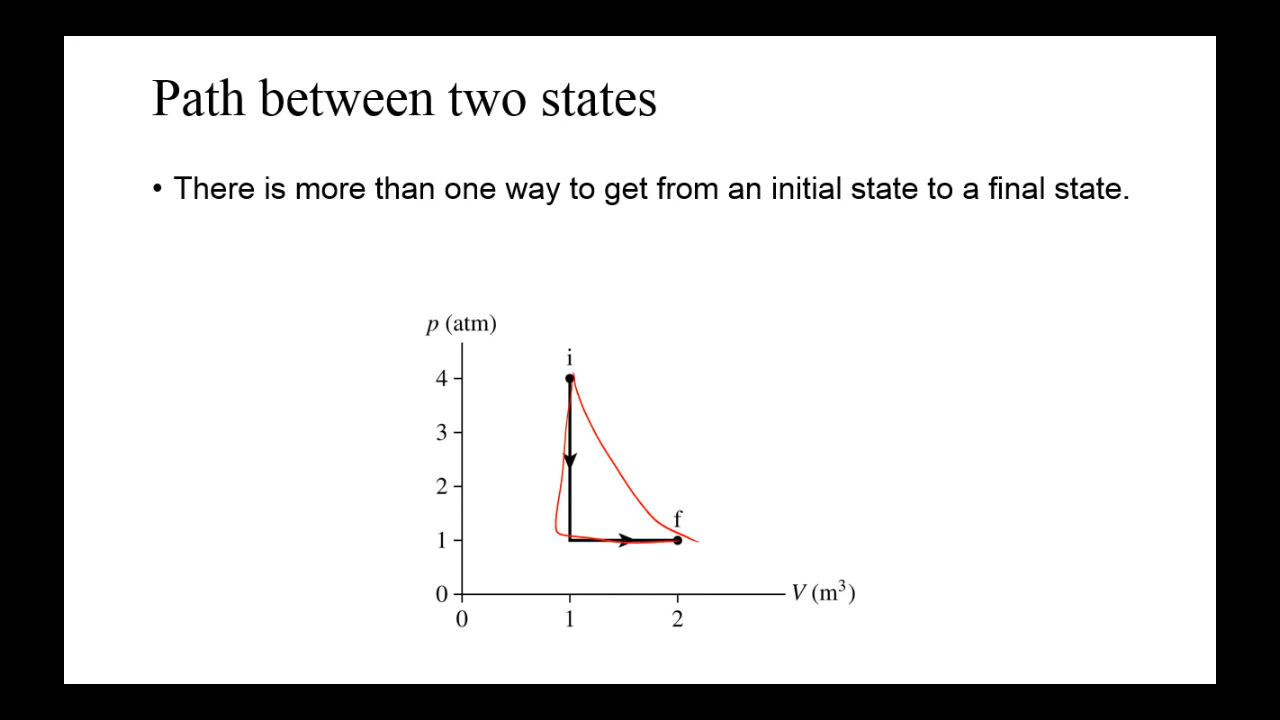 Path between two states
• There is more than one way to get from an initial state to a final state.
p (atm)
i
4
3
2
f
1
0
V (m³)
0 1 2